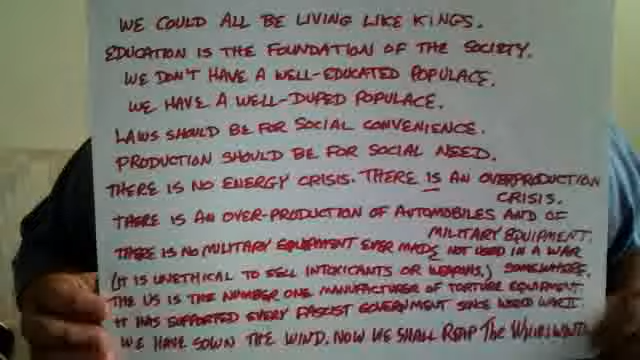 WE COULD ALL BE LIVING LIKE KINGS.
EDUCATION IS THE FOUNDATION OF THE SOCIETY.
WE DON'T HAVE A WELL-EDUCATED POPULACE.
WE HAVE A WELL-DUPED POPULACE.
LAWS SHOULD BE FOR SOCIAL CONVENIENCE.
PRODUCTION SHOULD BE FOR SOCIAL NEED.
THERE IS NO ENERGY CRISIS. THERE IS AN OVERPRODUCTION
CRISIS.
THERE IS AN OVER-PRODUCTION OF AUTOMOBILES AND OF
MILITARY EQUIPMENT.
THERE IS NO MILITARY EQUIPMENT EVER MADE NOT USED IN A WAR
(IT IS UNETHICAL TO SELL INTOXICANTS OR WEAPONS.) SOMEWHERE.
THE US IS THE NUMBER ONE MANUFACTURER OF TORTURE EQUIPMENT.
IT HAS SUPPORTED EVERY FASCIST GOVERNMENT SINCE WORLD WAR II.
WE HAVE SOWN THE WIND. NOW WE SHALL REAP THE WHIRLWIND